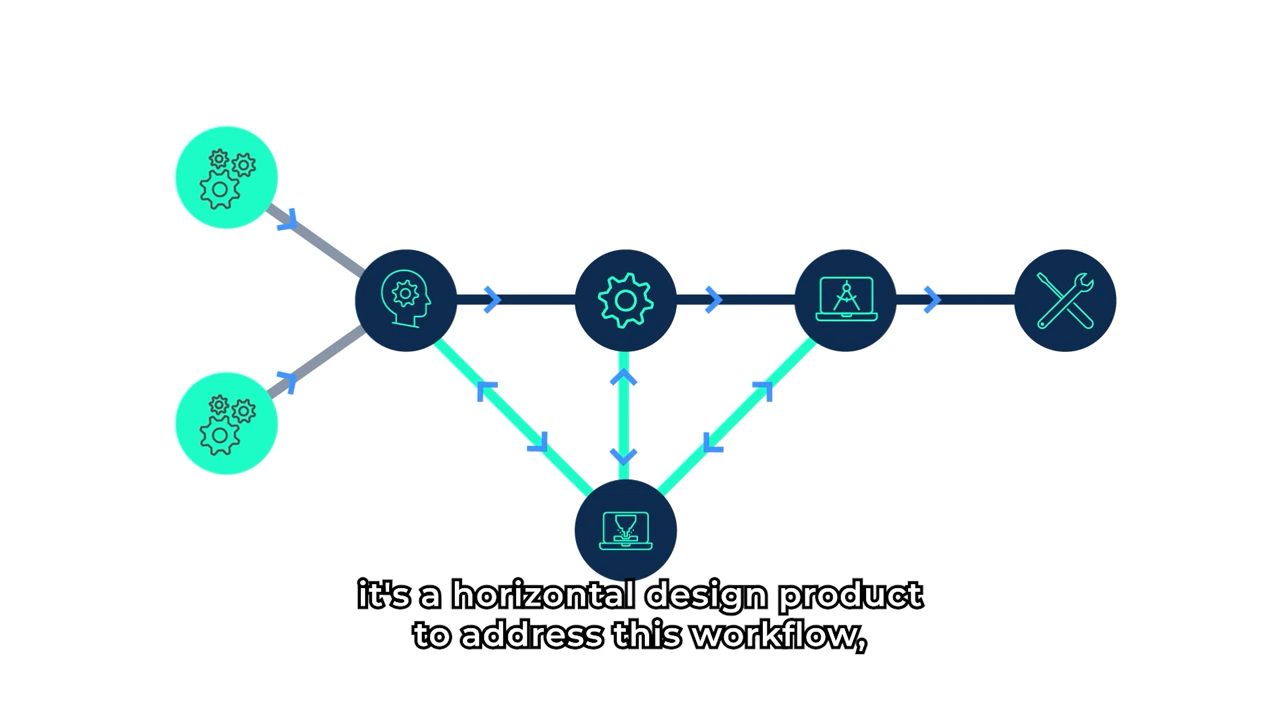 it's a horizontal design product
to address this workflow,